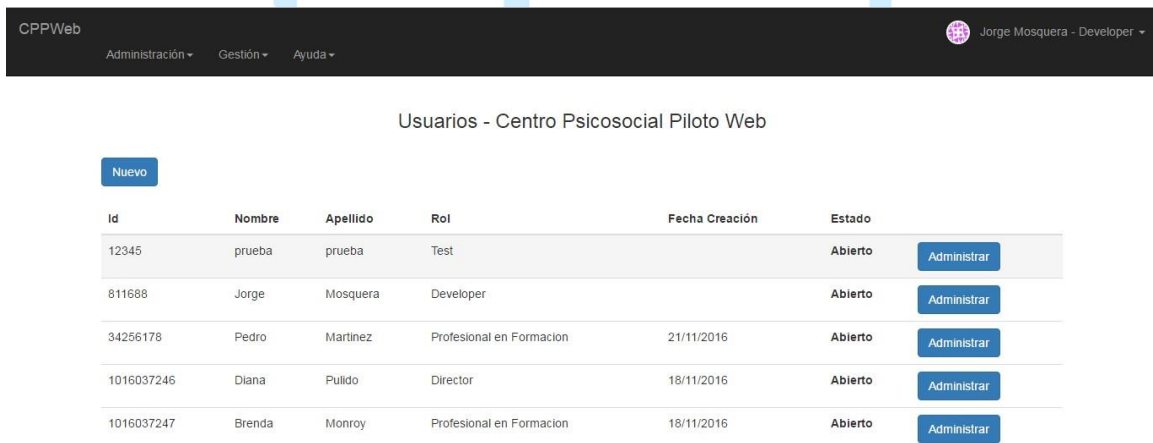 CPPWeb
Jorge Mosquera - Developer
Administración Gestión Ayuda
Usuarios - Centro Psicosocial Piloto Web
Nuevo
Id Nombre Apellido Rol Fecha Creación Estado
12345 prueba prueba Test Abierto Administrar
811688 Jorge Mosquera Developer Abierto Administrar
34256178 Pedro Martinez Profesional en Formacion 21/11/2016 Abierto Administrar
1016037246 Diana Pulido Director 18/11/2016 Abierto Administrar
1016037247 Brenda Monroy Profesional en Formacion 18/11/2016 Abierto Administrar